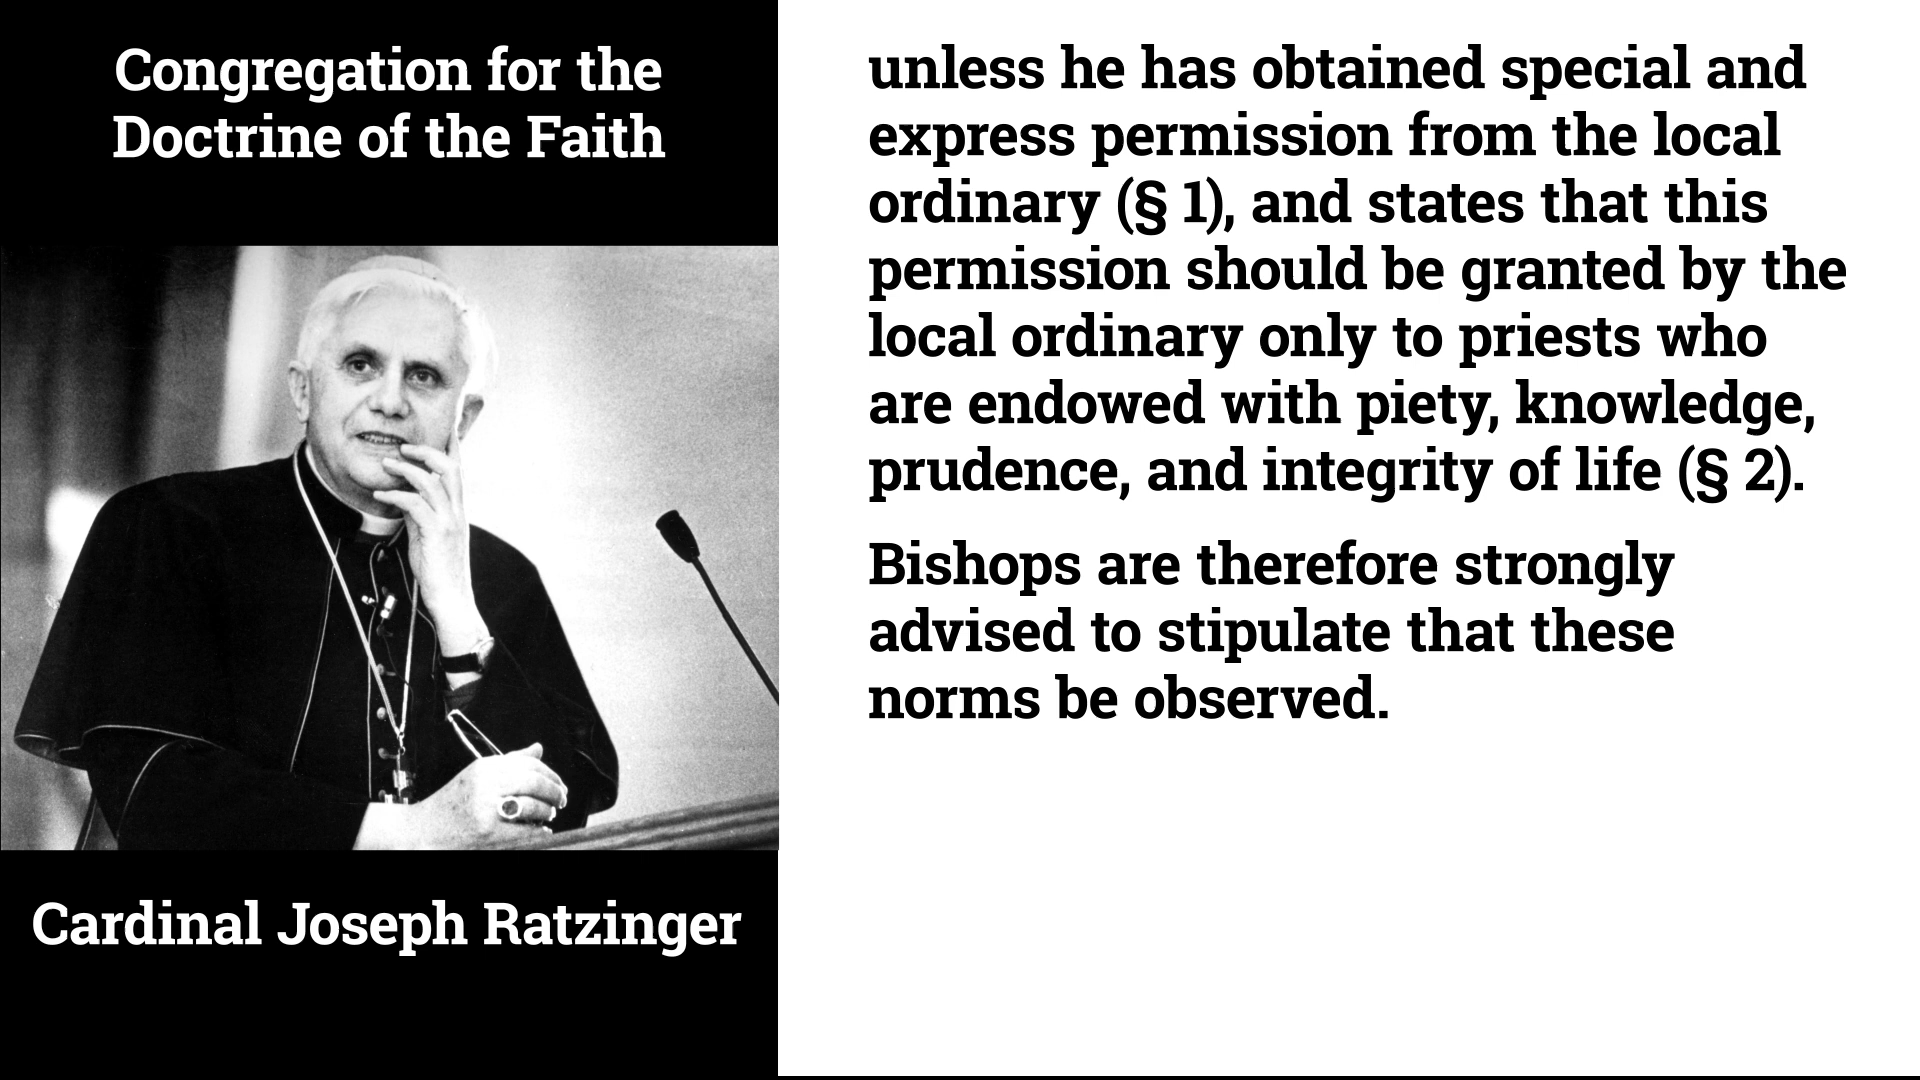 Congregation for the
Doctrine of the Faith
Cardinal Joseph Ratzinger
unless he has obtained special and
express permission from the local
ordinary (§ 1), and states that this
permission should be granted by the
local ordinary only to priests who
are endowed with piety, knowledge,
prudence, and integrity of life (§ 2).
Bishops are therefore strongly
advised to stipulate that these
norms be observed.